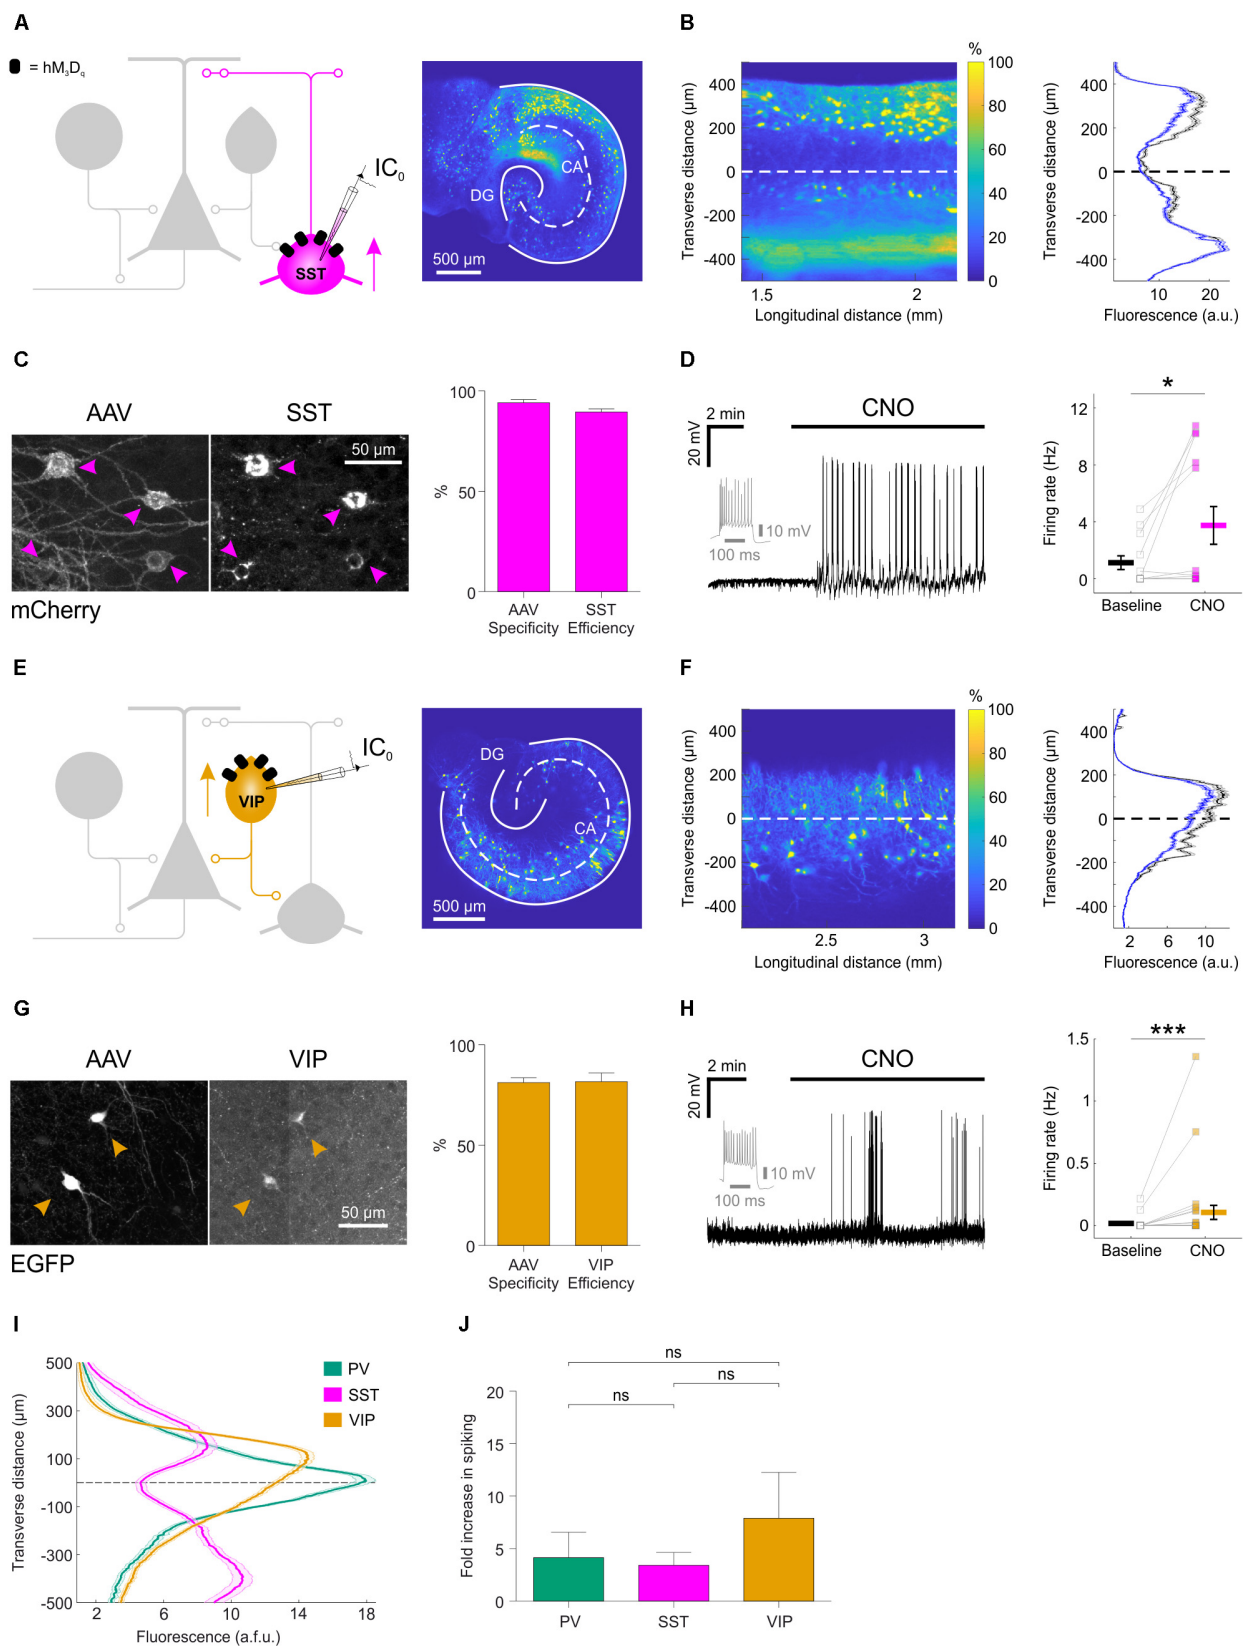 A
= hM3Dq
IC0
SST
DG
CA
500 µm
B
%
Transverse distance (µm)
400
200
0
-200
-400
100
80
60
40
20
0
1.5
2
Longitudinal distance (mm)
Transverse distance (µm)
400
200
0
-200
-400
10
20
Fluorescence (a.u.)
C
AAV
SST
50 µm
mCherry
%
100
50
0
AAV
Specificity
SST
Efficiency
D
2 min
CNO
20 mV
10 mV
100 ms
*
Firing rate (Hz)
12
8
4
0
Baseline
CNO
E
IC0
VIP
DG
CA
500 µm
F
%
Transverse distance (µm)
400
200
0
-200
-400
100
80
60
40
20
0
2.5
3
Longitudinal distance (mm)
Transverse distance (µm)
400
200
0
200
-400
2
6
10
Fluorescence (a.u.)
G
AAV
VIP
50 µm
EGFP
%
100
50
0
AAV
Specificity
VIP
Efficiency
H
2 min
CNO
20 mV
10 mV
100 ms
***
Firing rate (Hz)
1.5
1
0.5
0
Baseline
CNO
I
Transverse distance (µm)
500
300
100
-100
-300
-500
PV
SST
VIP
2
6
10
14
18
Fluorescence (a.f.u.)
J
ns
ns
ns
Fold increase in spiking
20
15
10
5
0
PV
SST
VIP